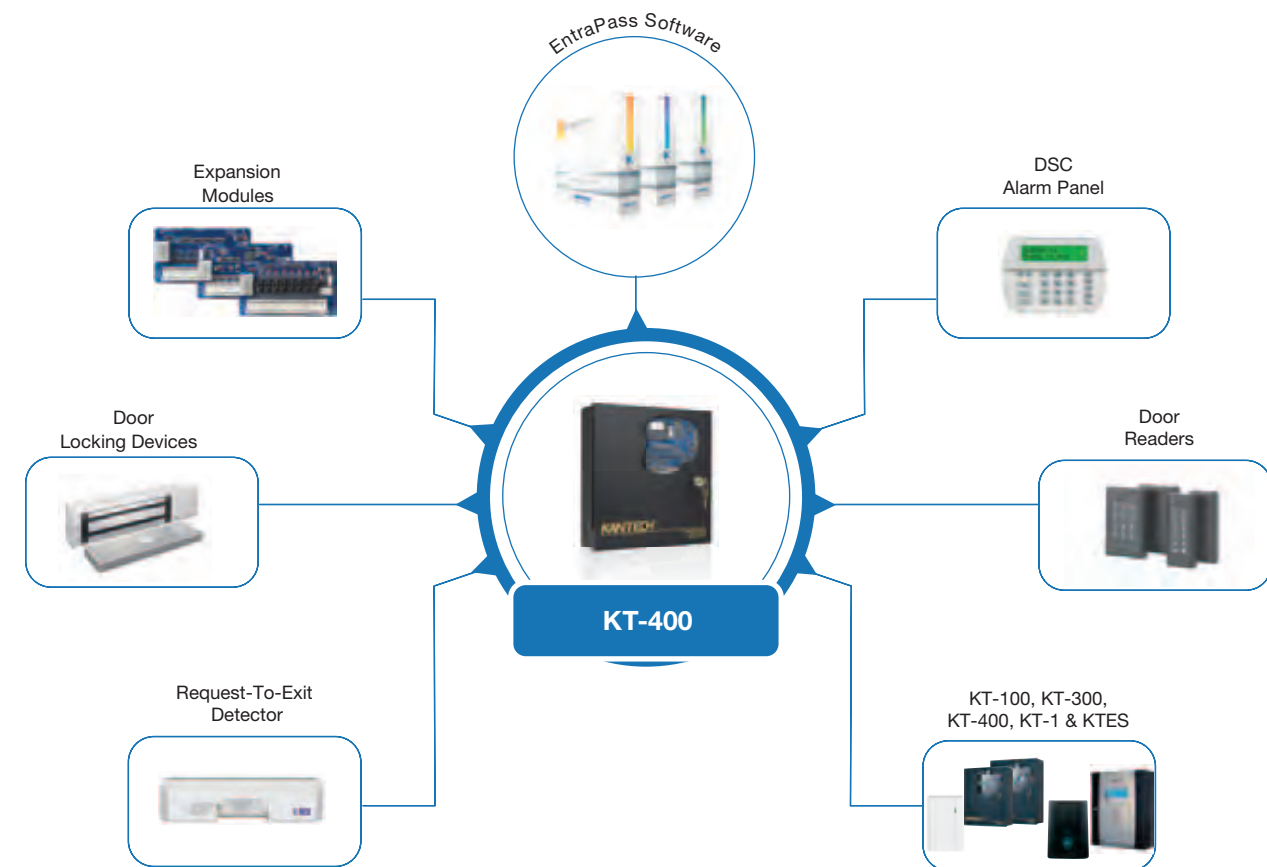 EntraPass Software
Expansion
Modules
DSC
Alarm Panel
Door
Locking Devices
Door
Readers
KANTECH
KT-400
Request-To-Exit
Detector
KT-100, KT-300,
KT-400, KT-1 & KTES